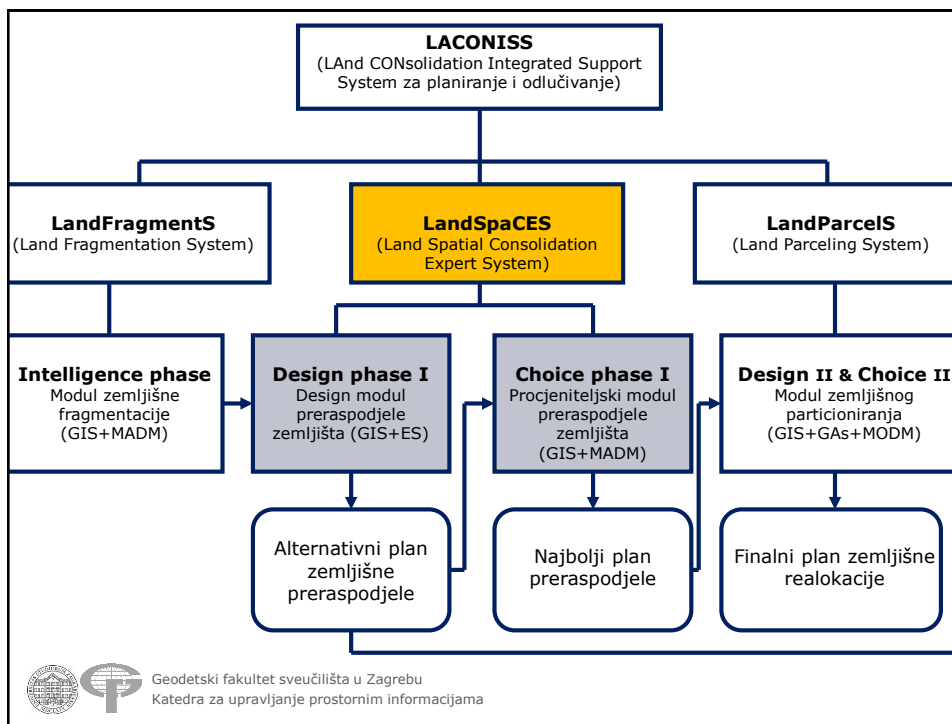 LACONISS
(LAnd CONsolidation Integrated Support
System za planiranje i odlučivanje)
LandFragmentS
(Land Fragmentation System)
LandSpaCES
(Land Spatial Consolidation
Expert System)
LandParcelS
(Land Parceling System)
Intelligence phase
Modul zemljišne
fragmentacije
(GIS+MADM)
Design phase I
Design modul
preraspodjele
zemljišta (GIS+ES)
Choice phase I
Procjeniteljski modul
preraspodjele
zemljišta
(GIS+MADM)
Design II & Choice II
Modul zemljišnog
particioniranja
(GIS+GAs+MODM)
Alternativni plan
zemljišne
preraspodjele
Najbolji plan
preraspodjele
Finalni plan zemljišne
realokacije
Geodetski fakultet sveučilišta u Zagrebu
Katedra za upravljanje prostornim informacijama